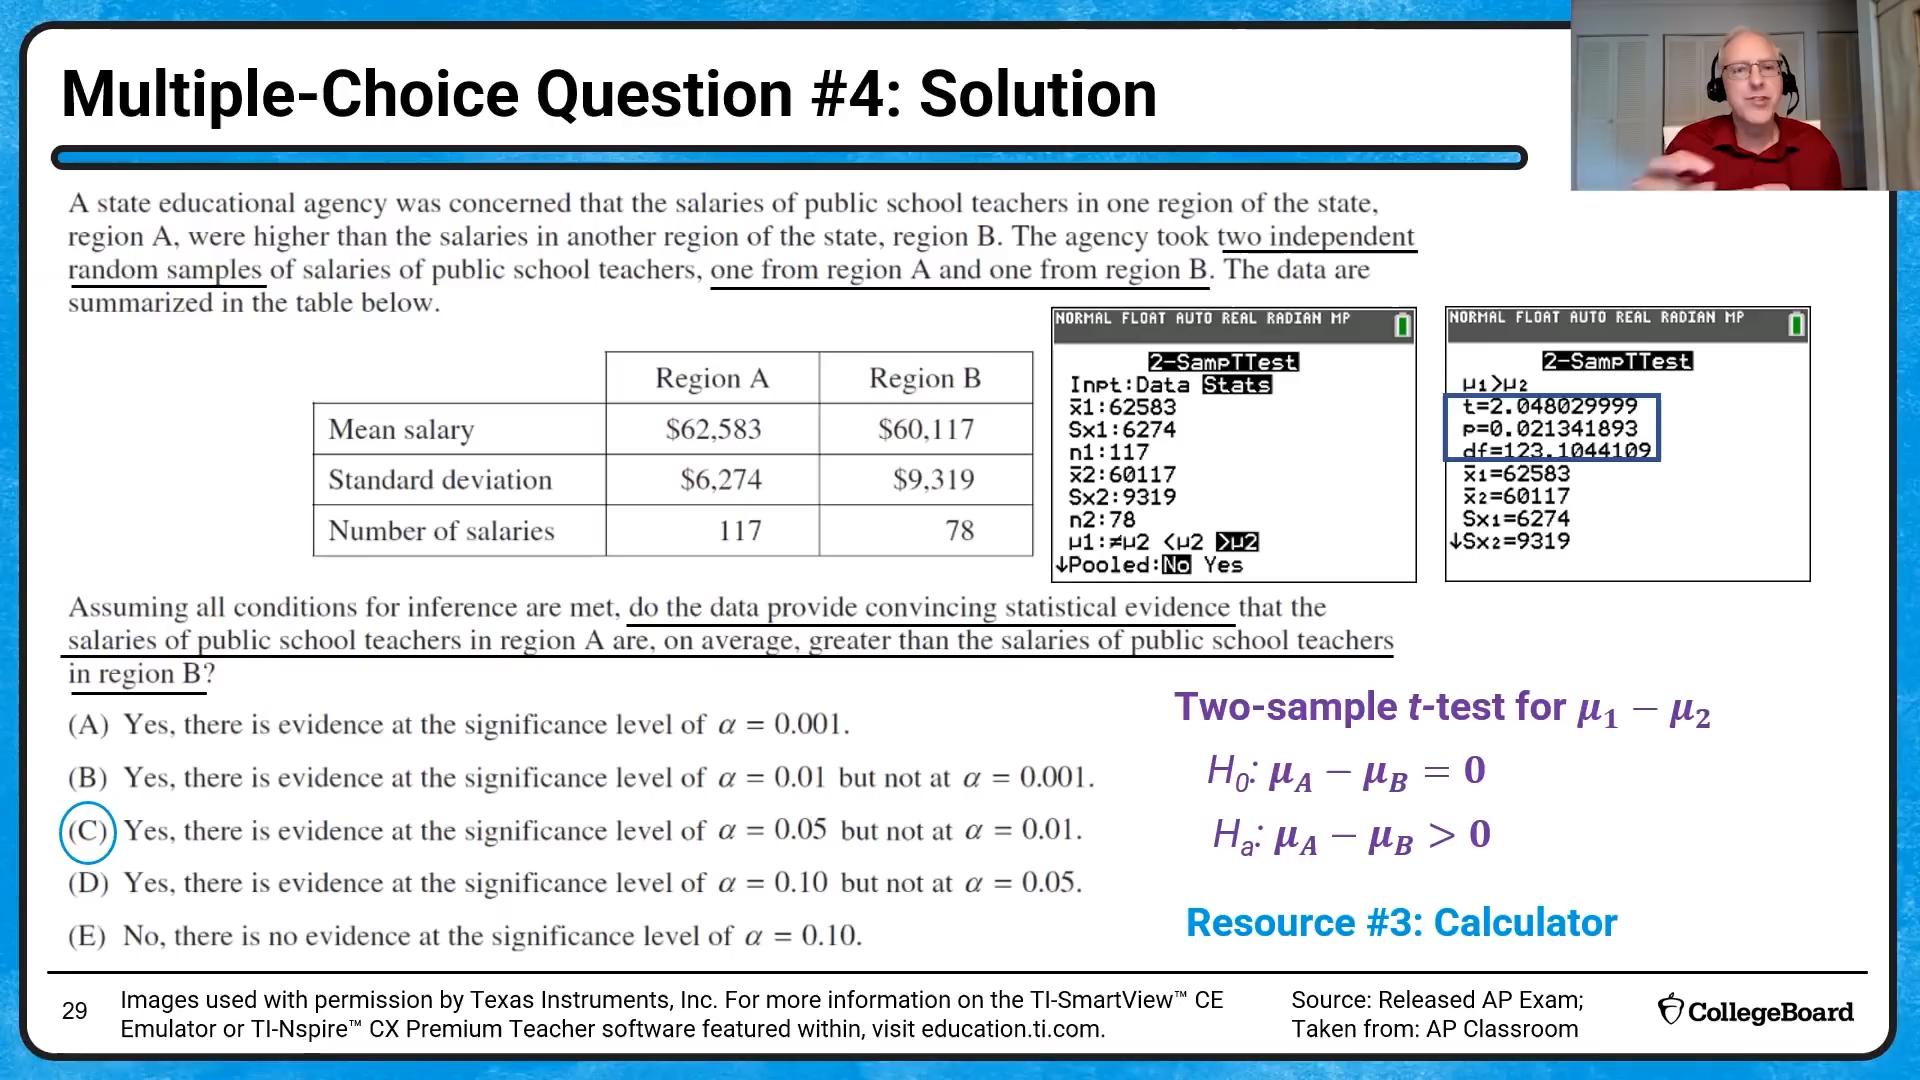 Multiple-Choice Question #4: Solution
A state educational agency was concerned that the salaries of public school teachers in one region of the state,
region A, were higher than the salaries in another region of the state, region B. The agency took two independent
random samples of salaries of public school teachers, one from region A and one from region B. The data are
summarized in the table below.
Region A Region B
Mean salary $62,583 $60,117
Standard deviation $6,274 $9,319
Number of salaries 117 78
NORMAL FLOAT AUTO REAL RADIAN MP
2-SampTTest
Inpt:Data Stats
x̄1:62583
Sx1:6274
n1:117
x̄2:60117
Sx2:9319
n2:78
μ1:≠μ2 <μ2 >μ2
↓Pooled:No Yes
NORMAL FLOAT AUTO REAL RADIAN MP
2-SampTTest
μ1>μ2
t=2.048029999
p=0.021341893
df=123.1044109
x̄1=62583
x̄2=60117
Sx1=6274
↓Sx2=9319
Assuming all conditions for inference are met, do the data provide convincing statistical evidence that the
salaries of public school teachers in region A are, on average, greater than the salaries of public school teachers
in region B?
(A) Yes, there is evidence at the significance level of α = 0.001.
(B) Yes, there is evidence at the significance level of α = 0.01 but not at α = 0.001.
(C) Yes, there is evidence at the significance level of α = 0.05 but not at α = 0.01.
(D) Yes, there is evidence at the significance level of α = 0.10 but not at α = 0.05.
(E) No, there is no evidence at the significance level of α = 0.10.
Two-sample t-test for μ₁ − μ₂
H₀: μ_A − μ_B = 0
Hₐ: μ_A − μ_B > 0
Resource #3: Calculator
29
Images used with permission by Texas Instruments, Inc. For more information on the TI-SmartView™ CE
Emulator or TI-Nspire™ CX Premium Teacher software featured within, visit education.ti.com.
Source: Released AP Exam;
Taken from: AP Classroom
CollegeBoard